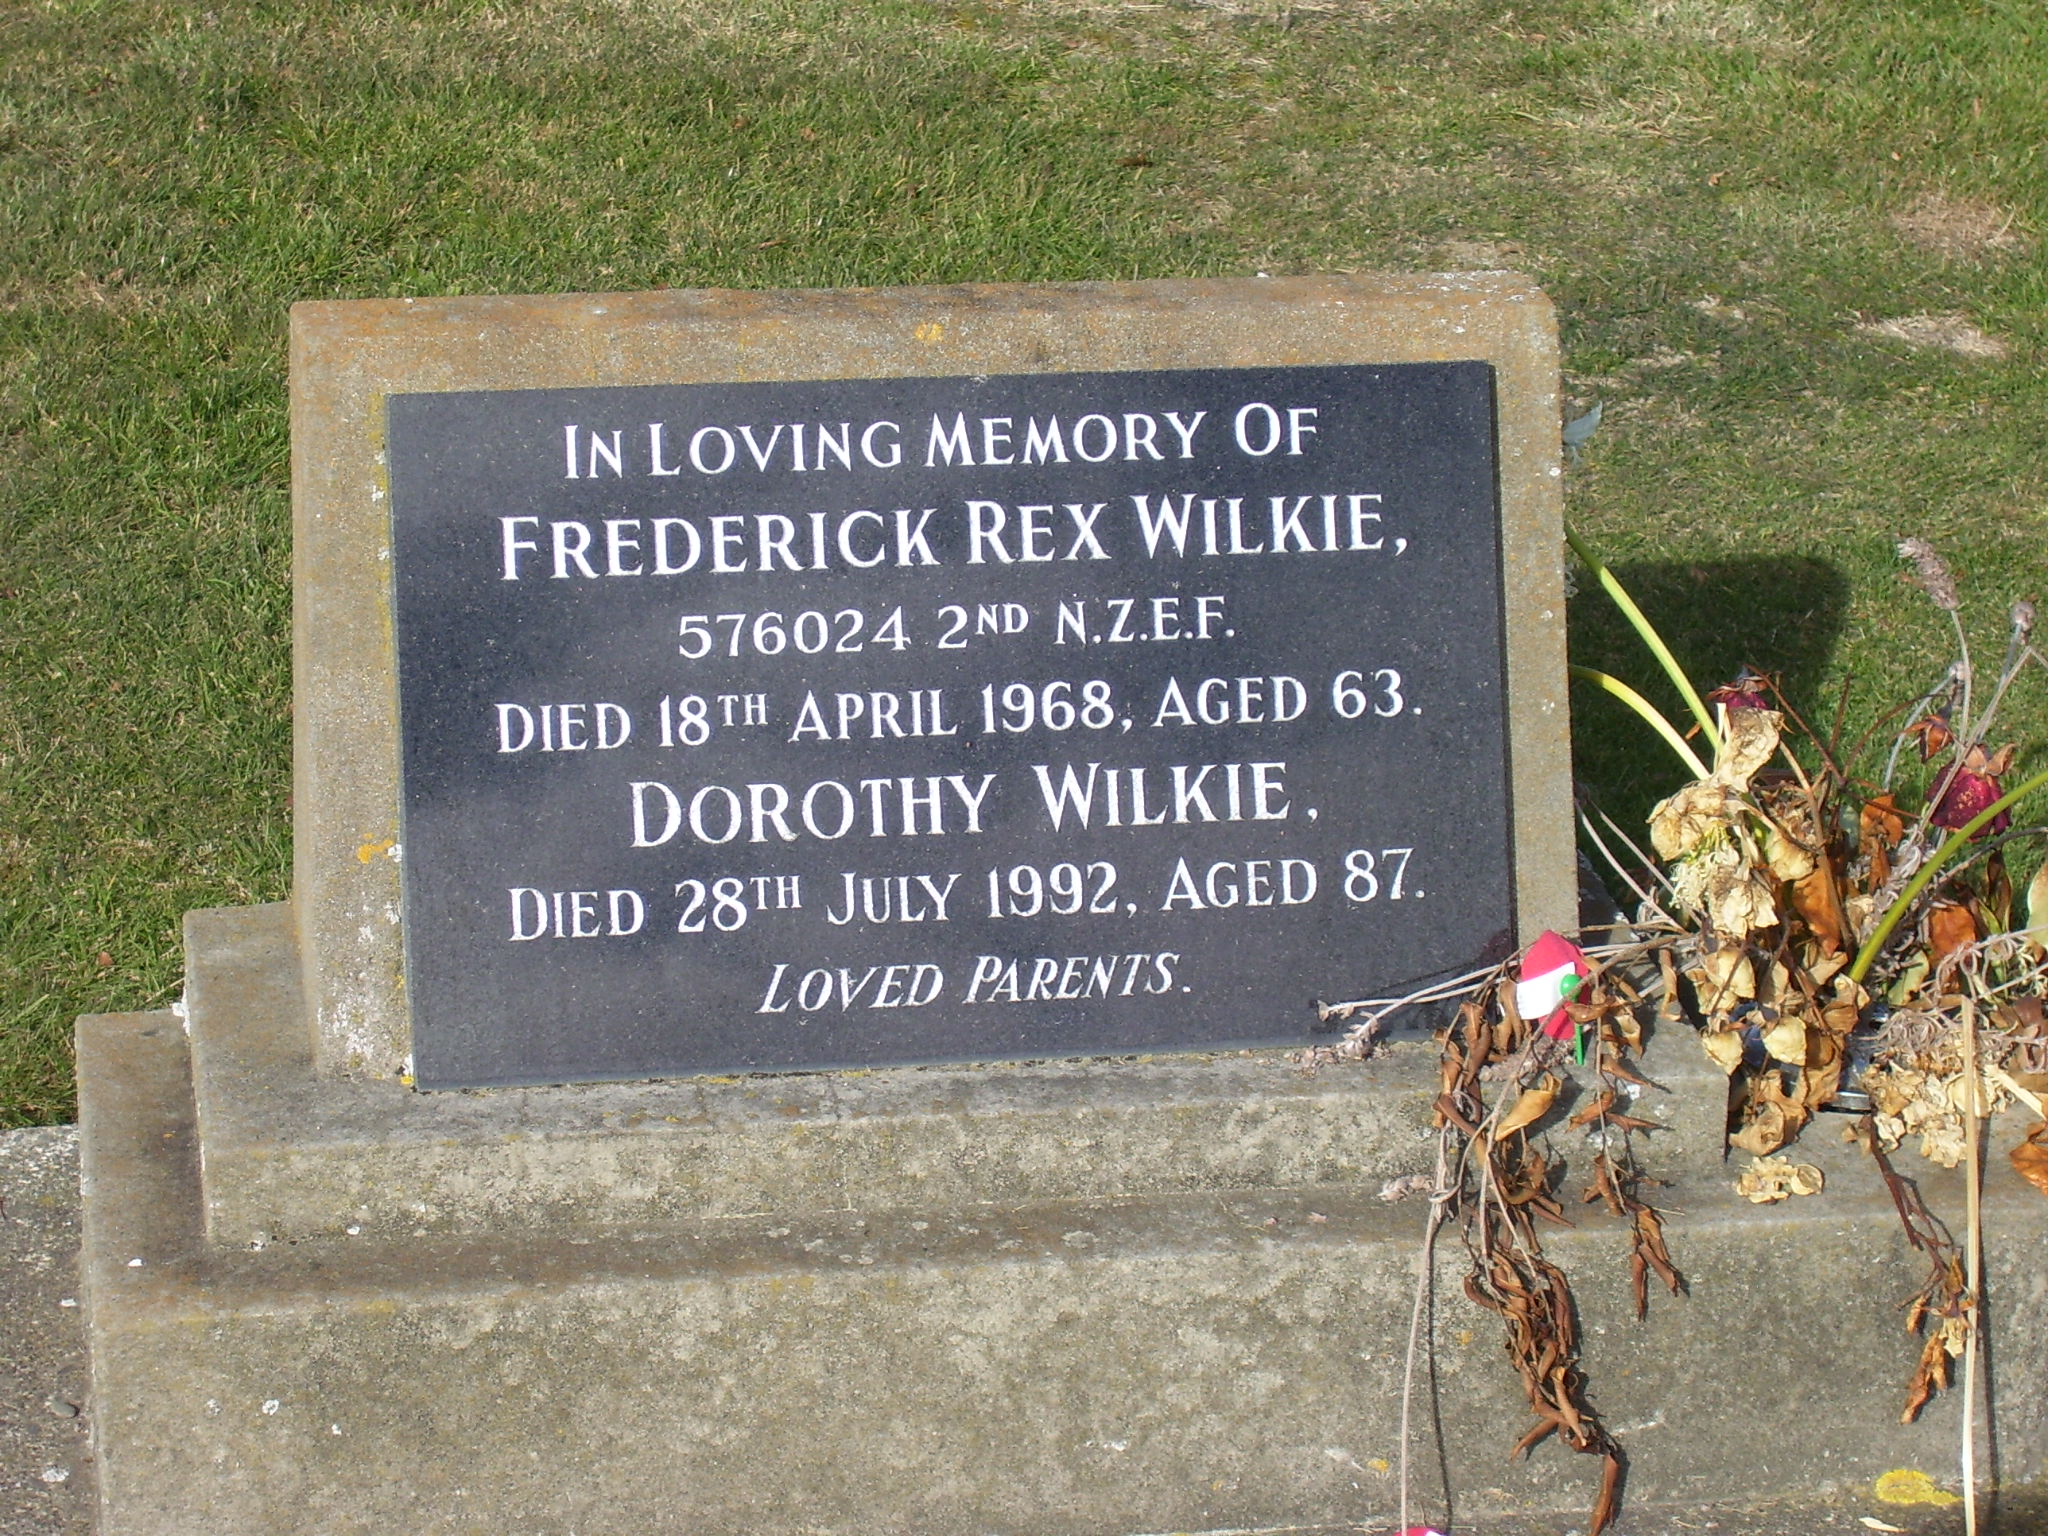 IN LOVING MEMORY OF
FREDERICK REX WILKIE,
576024 2ND N.Z.E.F.
DIED 18TH APRIL 1968, AGED 63.
DOROTHY WILKIE,
DIED 28TH JULY 1992, AGED 87.
LOVED PARENTS.